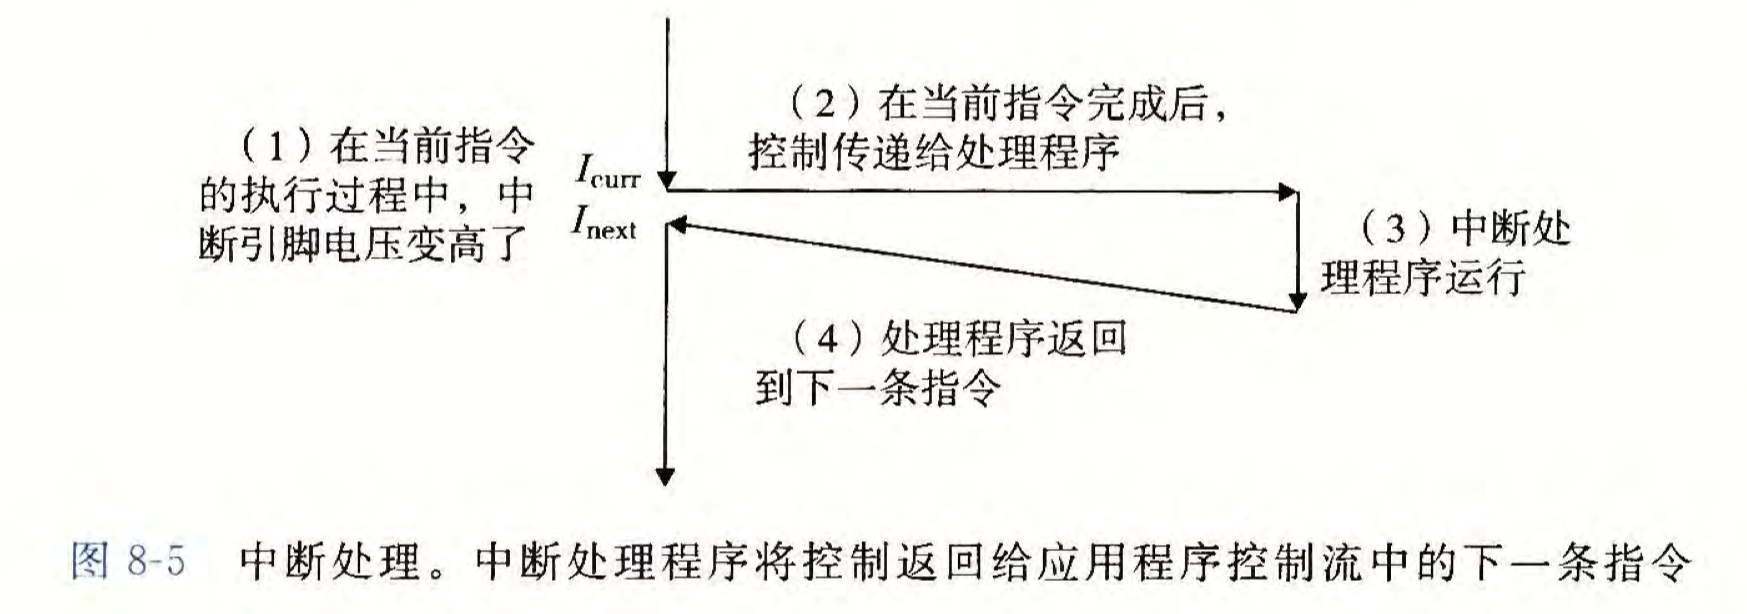 （1）在当前指令
的执行过程中，中
断引脚电压变高了
Icurr
Inext
（2）在当前指令完成后，
控制传递给处理程序
（3）中断处
理程序运行
（4）处理程序返回
到下一条指令
图 8-5 中断处理。中断处理程序将控制返回给应用程序控制流中的下一条指令